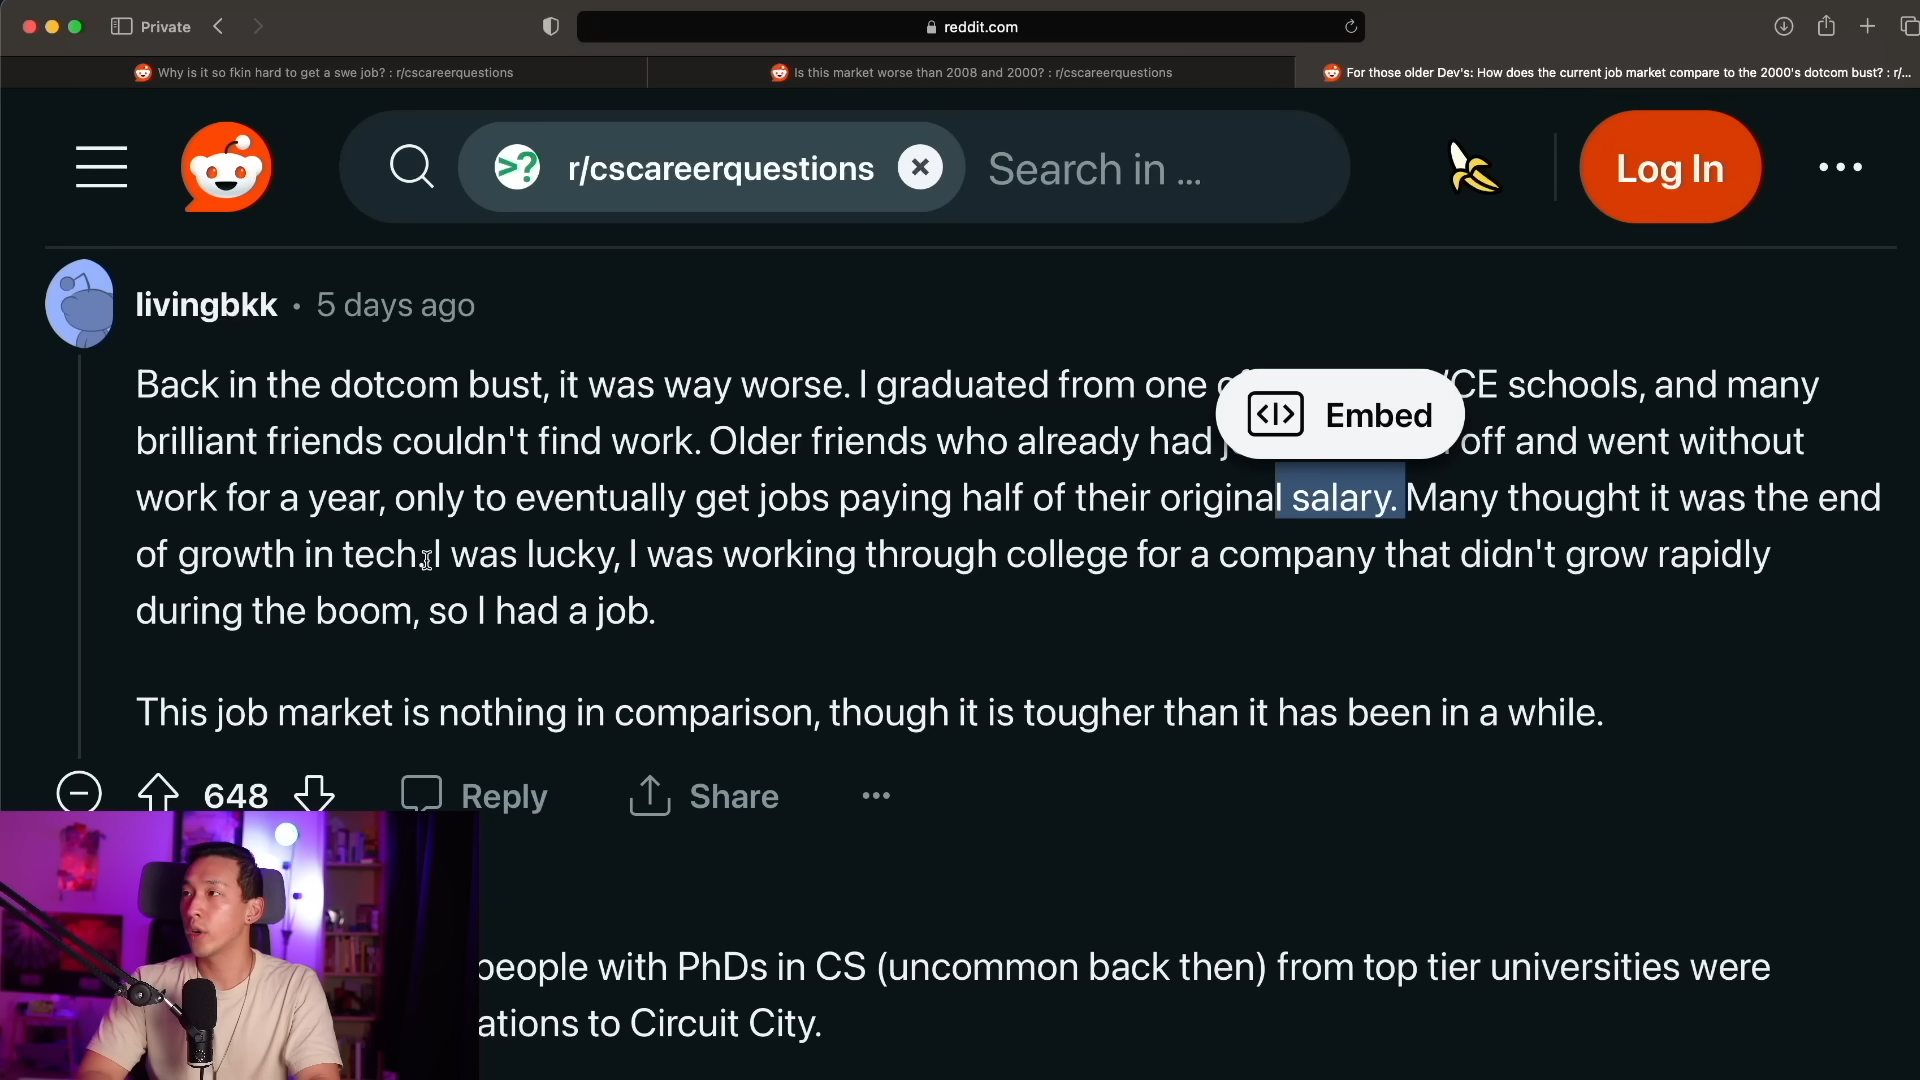 Private
reddit.com
Why is it so fkin hard to get a swe job? : r/cscareerquestions
Is this market worse than 2008 and 2000? : r/cscareerquestions
For those older Dev's: How does the current job market compare to the 2000's dotcom bust? : r/...
>? r/cscareerquestions
Search in ...
Log In
livingbkk • 5 days ago
Back in the dotcom bust, it was way worse. I graduated from one CE schools, and many
Embed
brilliant friends couldn't find work. Older friends who already had off and went without
work for a year, only to eventually get jobs paying half of their original salary. Many thought it was the end
of growth in tech. I was lucky, I was working through college for a company that didn't grow rapidly
during the boom, so I had a job.
This job market is nothing in comparison, though it is tougher than it has been in a while.
648
Reply
Share
people with PhDs in CS (uncommon back then) from top tier universities were
ations to Circuit City.